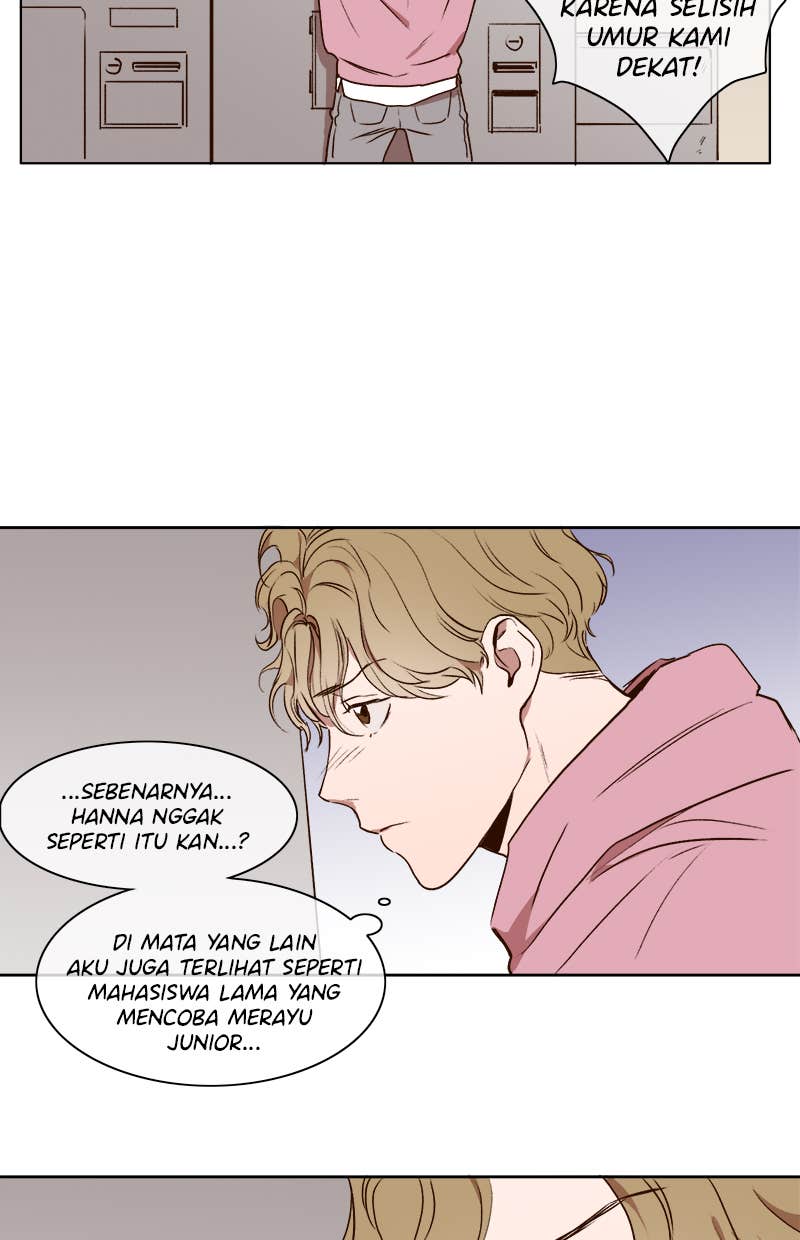 KARENA SELISIH
UMUR KAMI
DEKAT!
...SEBENARNYA...
HANNA NGGAK
SEPERTI ITU KAN...?
DI MATA YANG LAIN
AKU JUGA TERLIHAT SEPERTI
MAHASISWA LAMA YANG
MENCOBA MERAYU
JUNIOR...